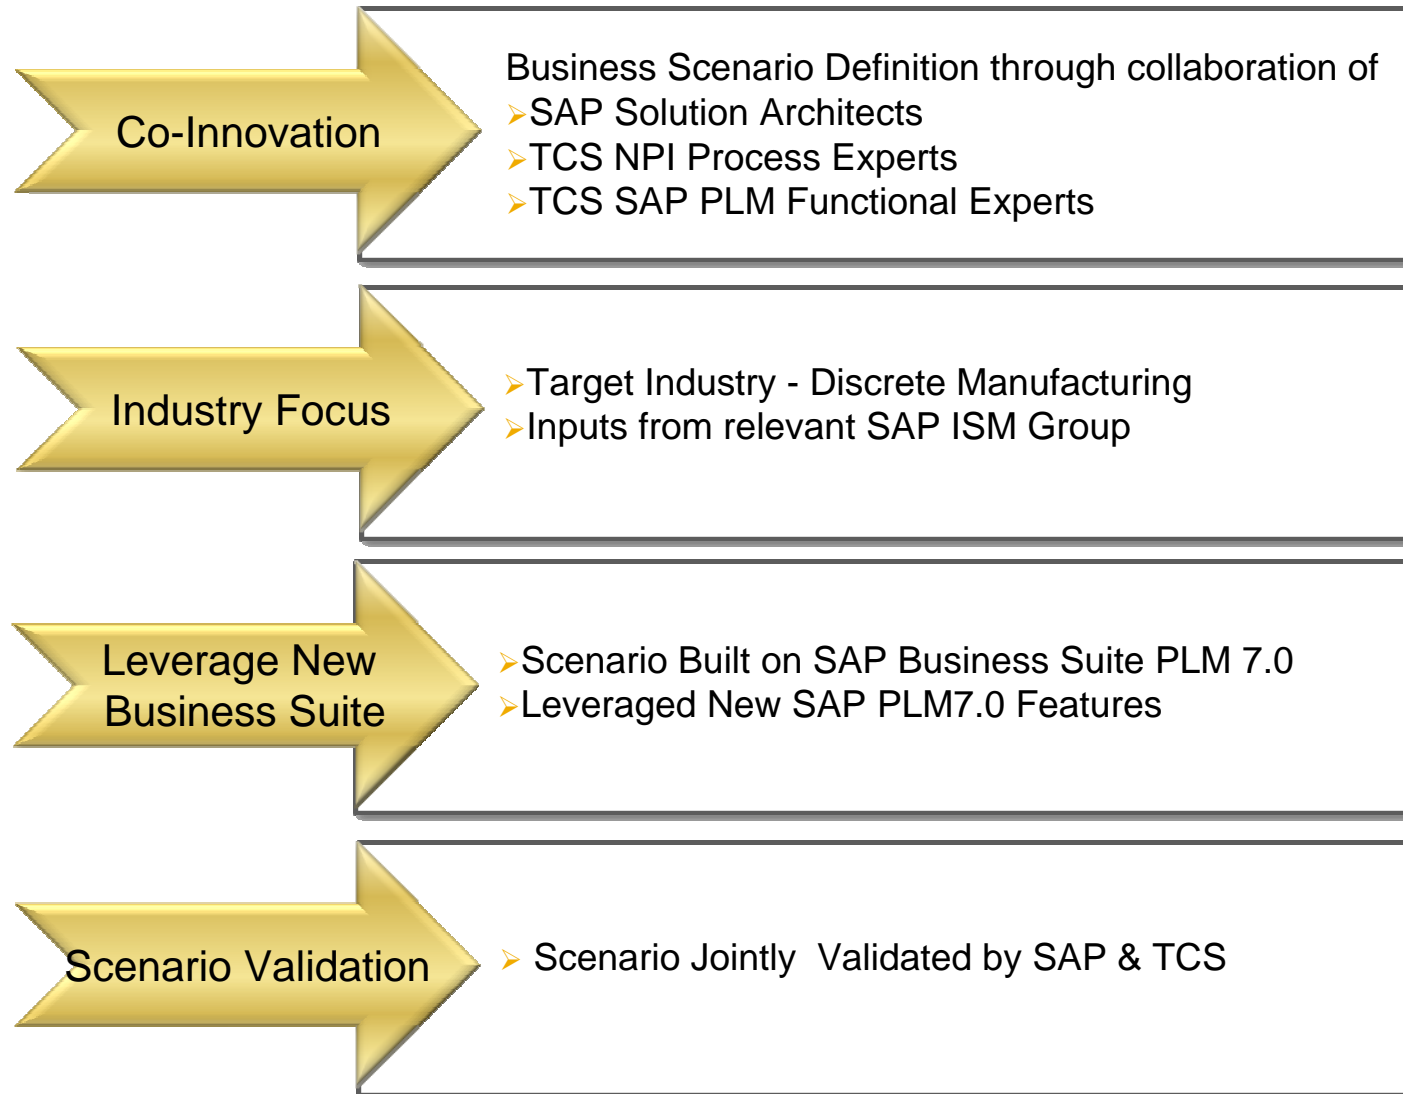 Co-Innovation
Business Scenario Definition through collaboration of
➢SAP Solution Architects
➢TCS NPI Process Experts
➢TCS SAP PLM Functional Experts
Industry Focus
➢Target Industry - Discrete Manufacturing
➢Inputs from relevant SAP ISM Group
Leverage New
Business Suite
➢Scenario Built on SAP Business Suite PLM 7.0
➢Leveraged New SAP PLM7.0 Features
Scenario Validation
➢ Scenario Jointly  Validated by SAP & TCS